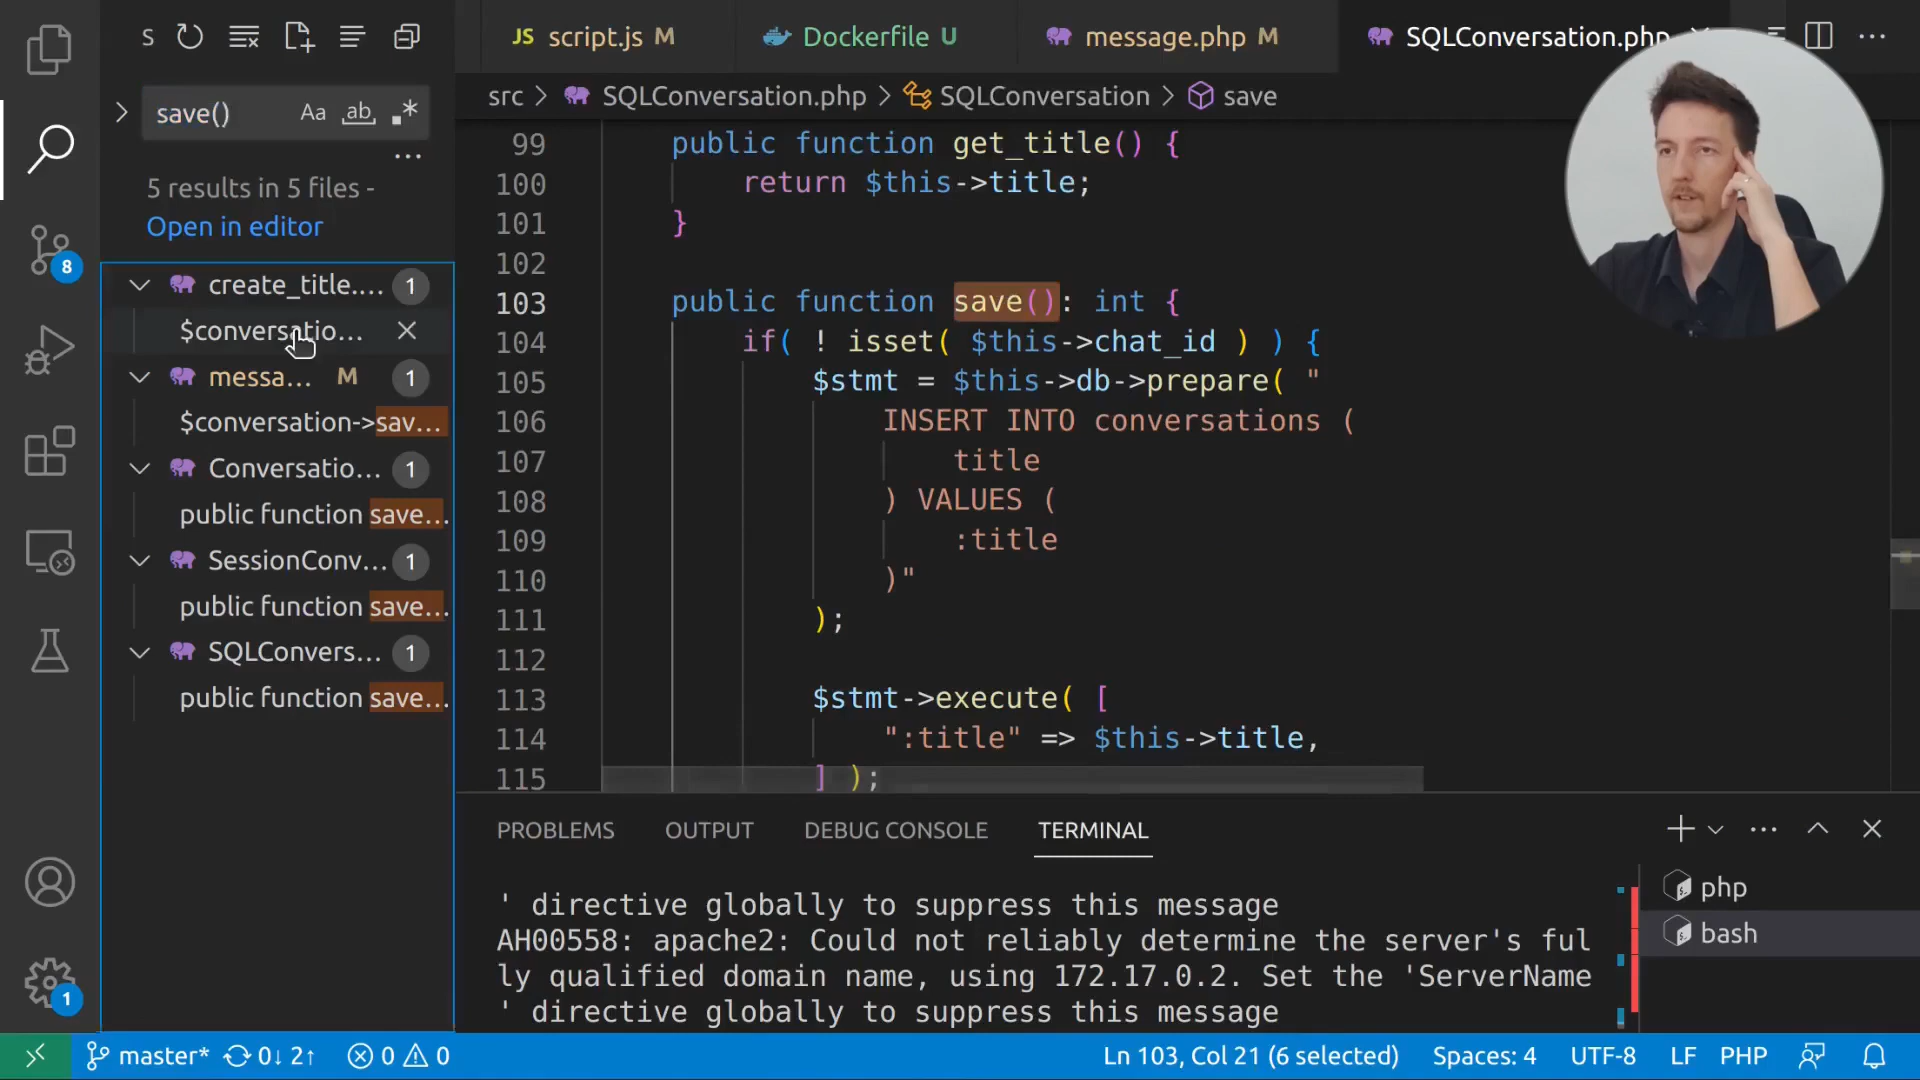 S
JS script.js M
Dockerfile U
message.php M
SQLConversation.php
save()
Aa
ab
.*
src > SQLConversation.php > SQLConversation > save
5 results in 5 files -
Open in editor
create_title.... 1
$conversatio...
messa... M 1
$conversation->sav...
Conversatio... 1
public function save...
SessionConv... 1
public function save...
SQLConvers... 1
public function save...
8
1
99 public function get_title() {
100 return $this->title;
101 }
102
103 public function save(): int {
104 if( ! isset( $this->chat_id ) ) {
105 $stmt = $this->db->prepare( "
106 INSERT INTO conversations (
107 title
108 ) VALUES (
109 :title
110 )"
111 );
112
113 $stmt->execute( [
114 ":title" => $this->title,
115 ] );
PROBLEMS OUTPUT DEBUG CONSOLE TERMINAL
' directive globally to suppress this message
AH00558: apache2: Could not reliably determine the server's ful
ly qualified domain name, using 172.17.0.2. Set the 'ServerName
' directive globally to suppress this message
php
bash
master* 0↓ 2↑ 0 0 Ln 103, Col 21 (6 selected) Spaces: 4 UTF-8 LF PHP